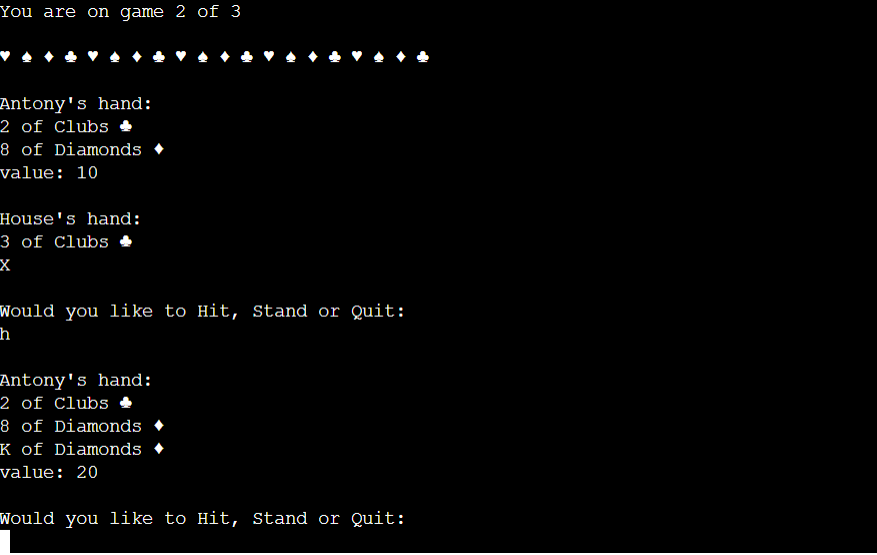 You are on game 2 of 3
♥ ♠ ♦ ♣ ♥ ♠ ♦ ♣ ♥ ♠ ♦ ♣ ♥ ♠ ♦ ♣ ♥ ♠ ♦ ♣
Antony's hand:
2 of Clubs ♣
8 of Diamonds ♦
value: 10
House's hand:
3 of Clubs ♣
X
Would you like to Hit, Stand or Quit:
h
Antony's hand:
2 of Clubs ♣
8 of Diamonds ♦
K of Diamonds ♦
value: 20
Would you like to Hit, Stand or Quit: